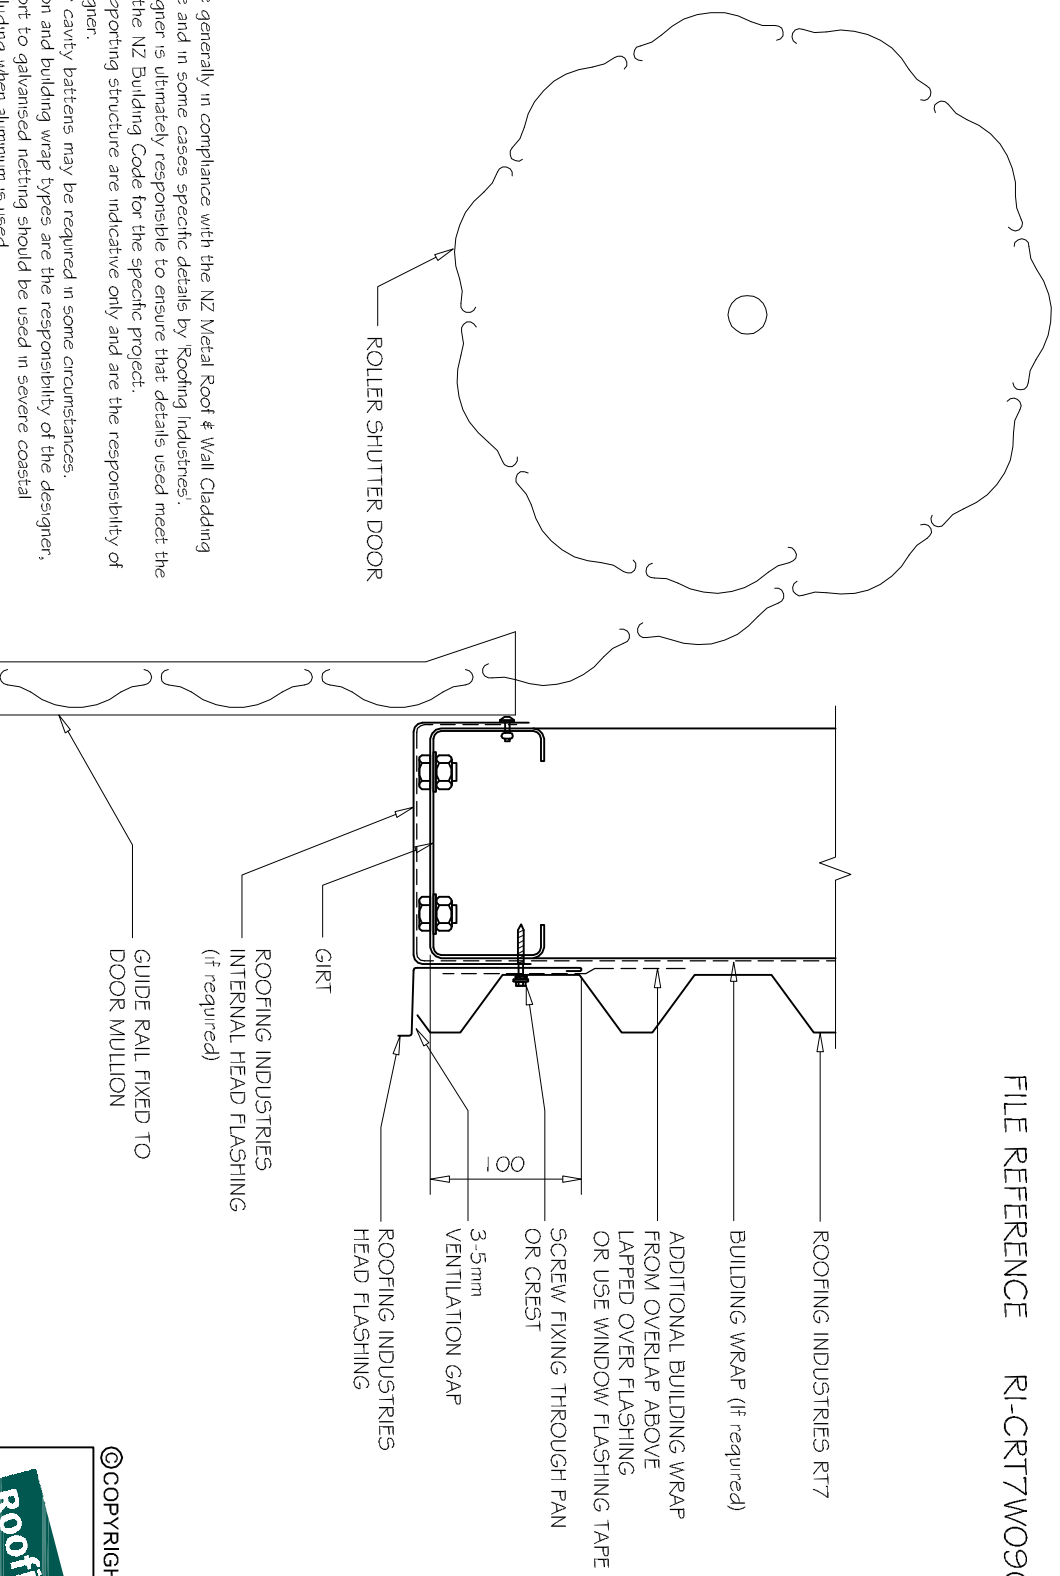 FILE REFERENCE RI-CRT7W09
ROOFING INDUSTRIES RT7
BUILDING WRAP (If required)
ADDITIONAL BUILDING WRAP
FROM OVERLAP ABOVE
LAPPED OVER FLASHING
OR USE WINDOW FLASHING TAPE
SCREW FIXING THROUGH PAN
OR CREST
100
3-5mm
VENTILATION GAP
ROOFING INDUSTRIES
HEAD FLASHING
ROLLER SHUTTER DOOR
GIRT
ROOFING INDUSTRIES
INTERNAL HEAD FLASHING
(if required)
GUIDE RAIL FIXED TO
DOOR MULLION
generally in compliance with the NZ Metal Roof & Wall Cladding
and in some cases specific details by 'Roofing Industries'.
gner is ultimately responsible to ensure that details used meet the
the NZ Building Code for the specific project.
pporting structure are indicative only and are the responsibility of
gner.
cavity battens may be required in some circumstances.
on and building wrap types are the responsibility of the designer,
ort to galvanised netting should be used in severe coastal
luding when aluminium is used
©COPYRIGH
Roofi